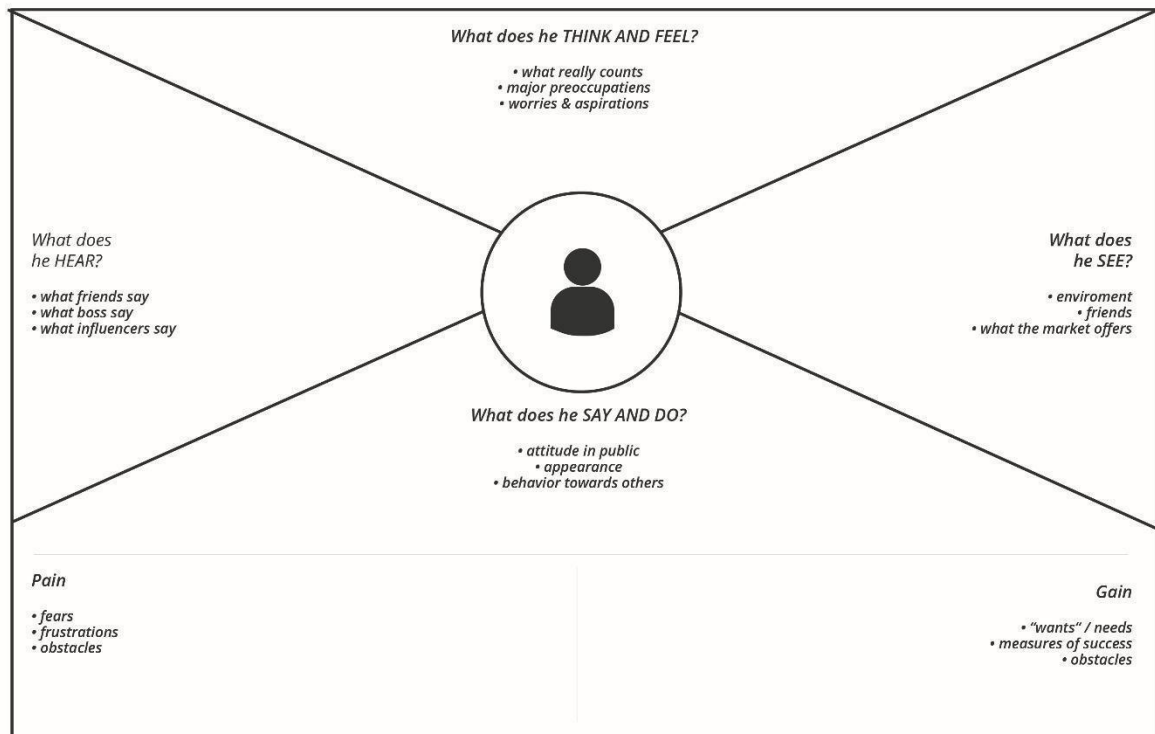 What does he THINK AND FEEL?
• what really counts
• major preoccupatiens
• worries & aspirations
What does
he HEAR?
• what friends say
• what boss say
• what influencers say
What does
he SEE?
• enviroment
• friends
• what the market offers
What does he SAY AND DO?
• attitude in public
• appearance
• behavior towards others
Pain
• fears
• frustrations
• obstacles
Gain
• “wants“ / needs
• measures of success
• obstacles